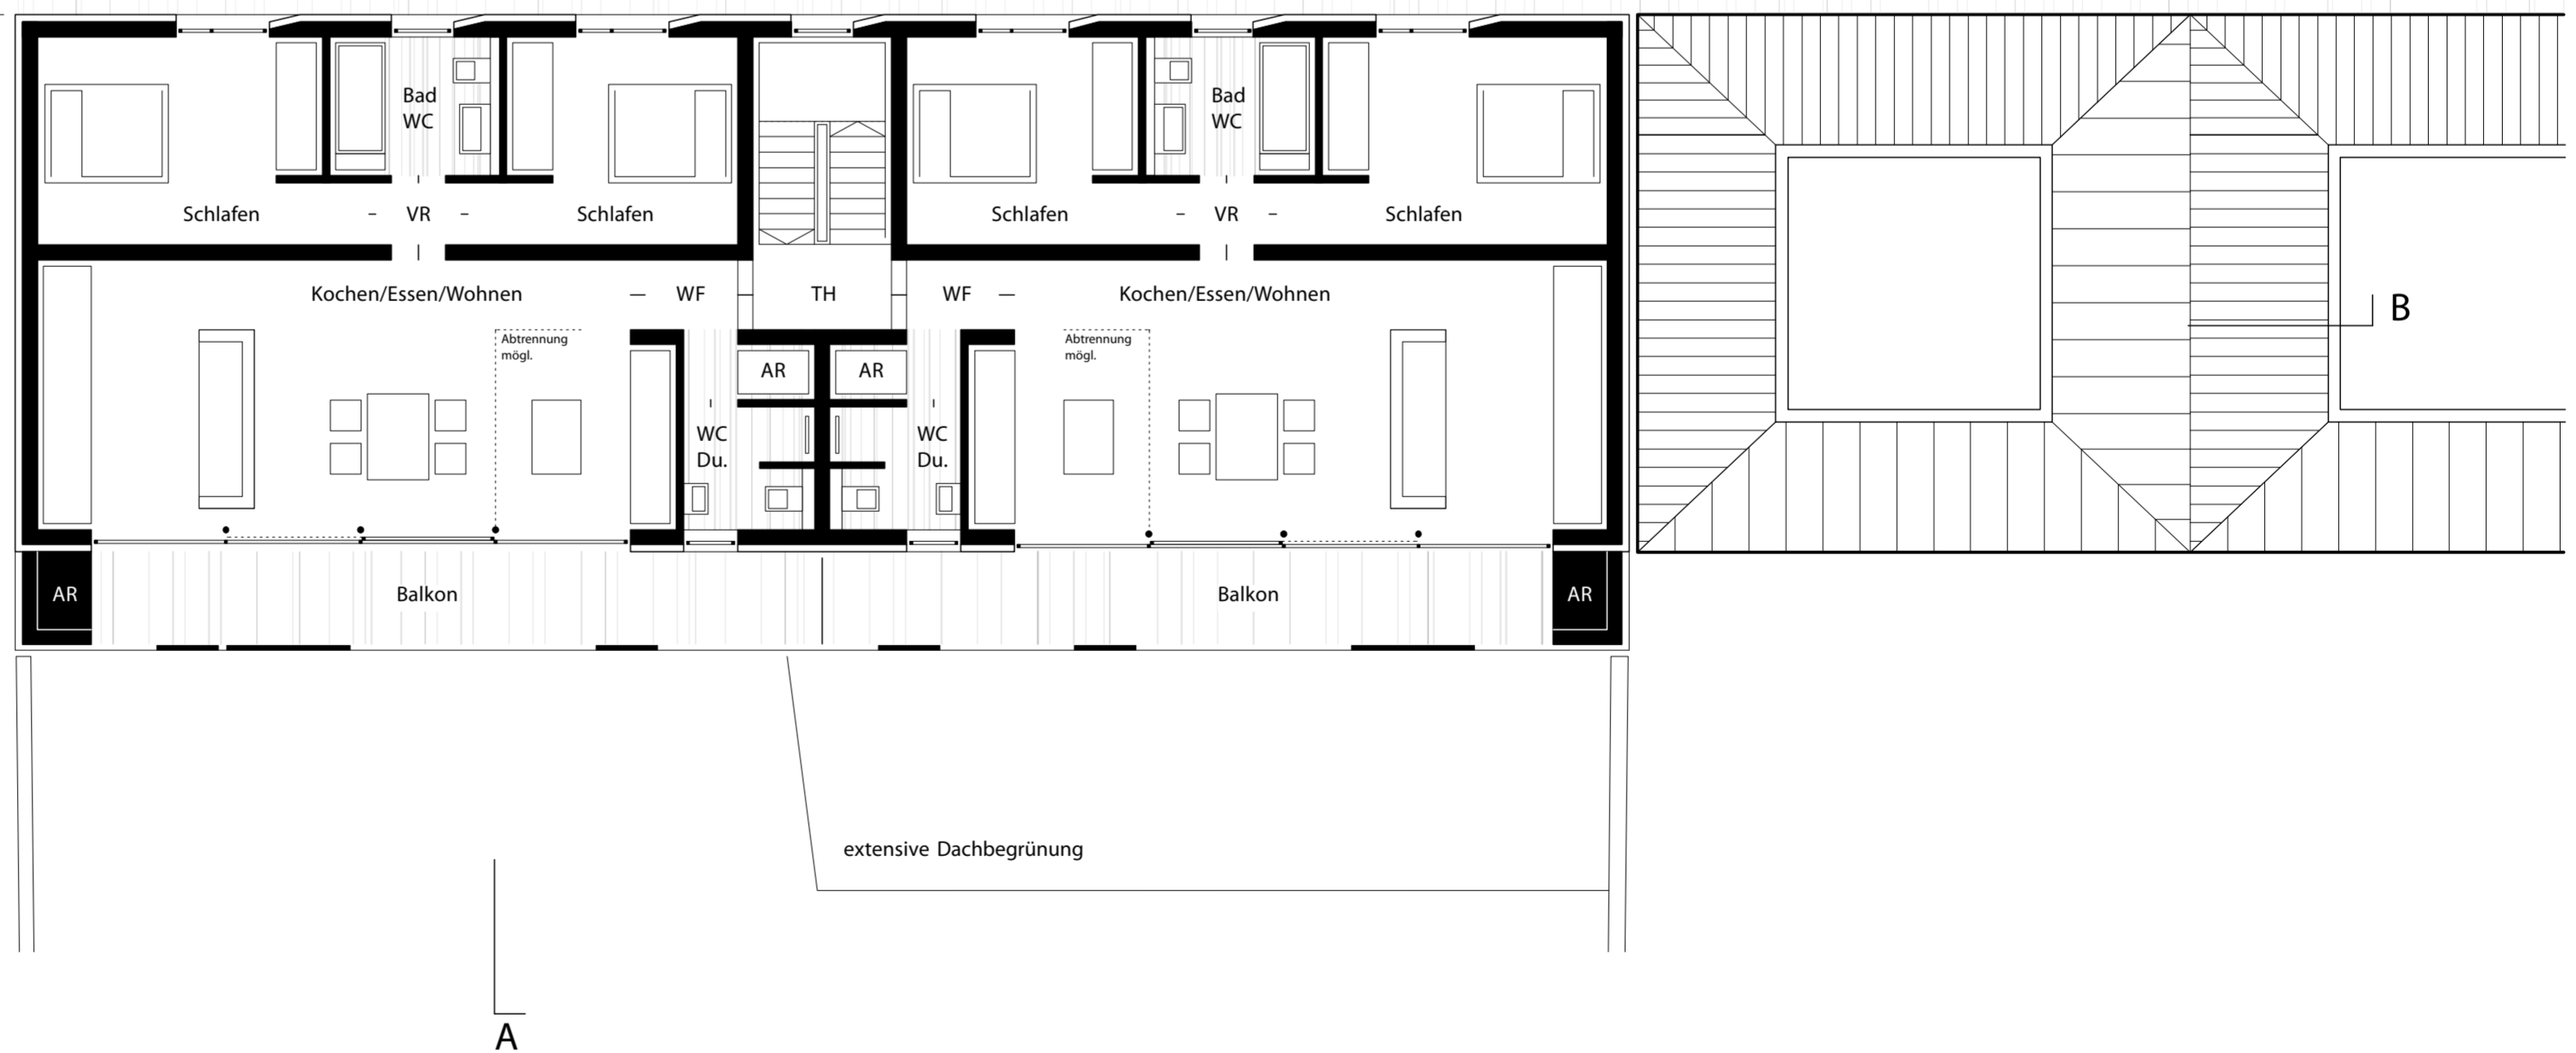 Bad
WC
Bad
WC
Schlafen
VR
Schlafen
Schlafen
VR
Schlafen
Kochen/Essen/Wohnen
WF
TH
WF
Kochen/Essen/Wohnen
B
Abtrennung
mögl.
Abtrennung
mögl.
AR
AR
WC
Du.
WC
Du.
AR
Balkon
Balkon
AR
extensive Dachbegrünung
A